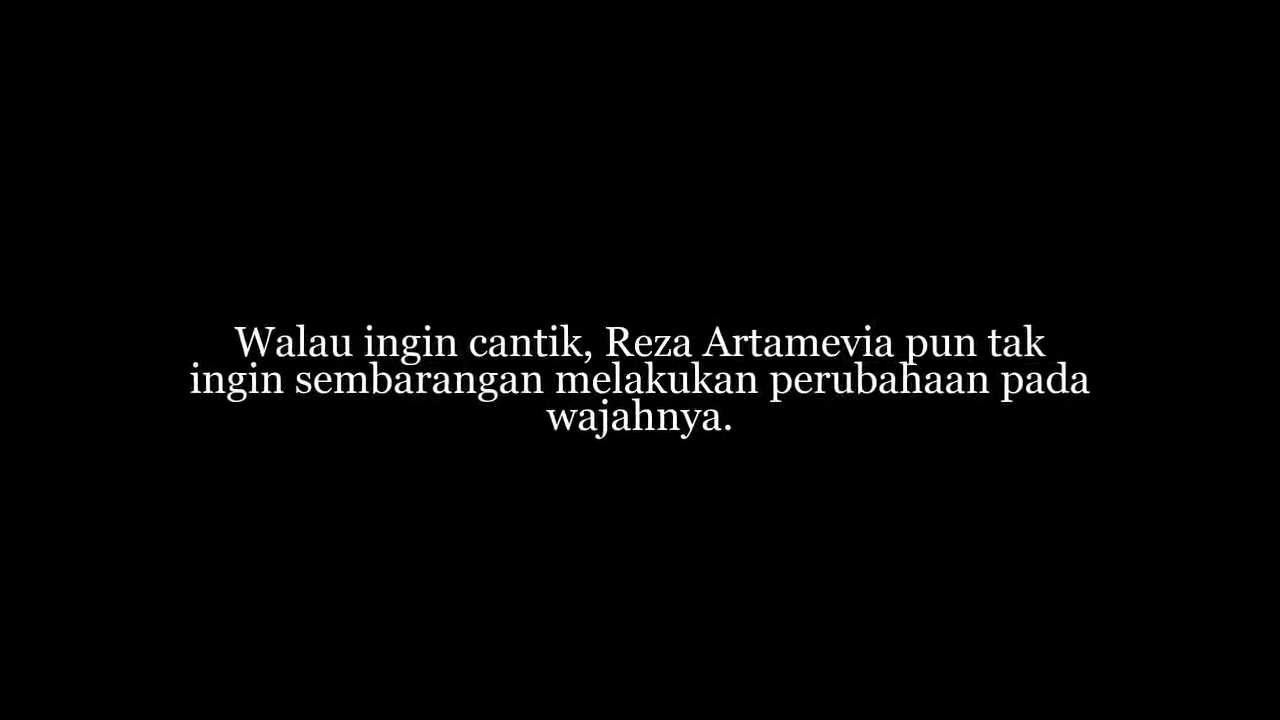 Walau ingin cantik, Reza Artamevia pun tak
ingin sembarangan melakukan perubahaan pada
wajahnya.